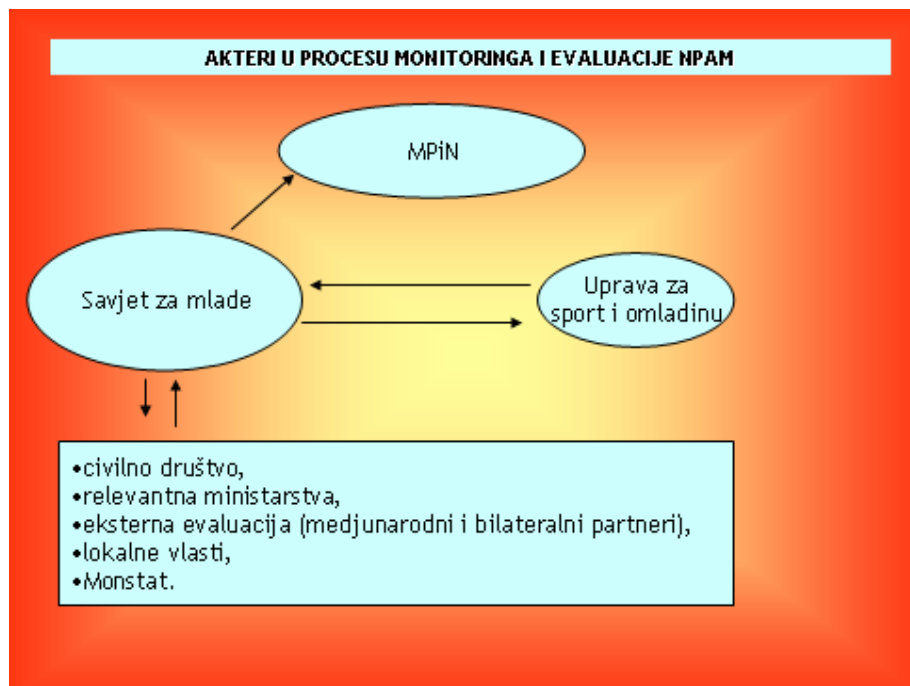 AKTERI U PROCESU MONITORINGA I EVALUACIJE NPAM
MPiN
Savjet za mlade
Uprava za
sport i omladinu
•civilno društvo,
•relevantna ministarstva,
•eksterna evaluacija (medjunarodni i bilateralni partneri),
•lokalne vlasti,
•Monstat.